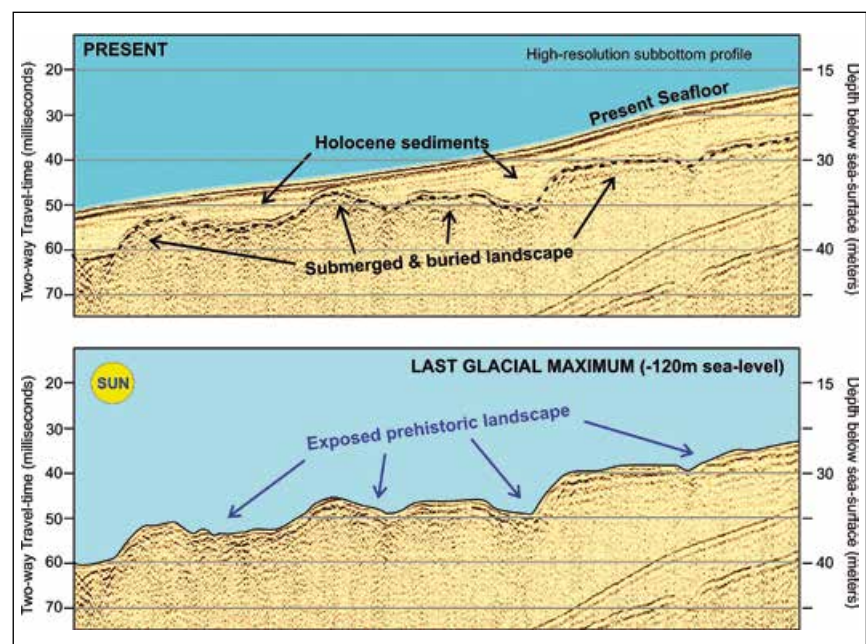 PRESENT
High-resolution subbottom profile
Two-way Travel-time (milliseconds)
20
30
40
50
60
70
Present Seafloor
Holocene sediments
Submerged & buried landscape
15
30
40
Depth below sea-surface (meters)
SUN
LAST GLACIAL MAXIMUM (-120m sea-level)
Two-way Travel-time (milliseconds)
20
30
40
50
60
70
Exposed prehistoric landscape
15
30
40
Depth below sea-surface (meters)